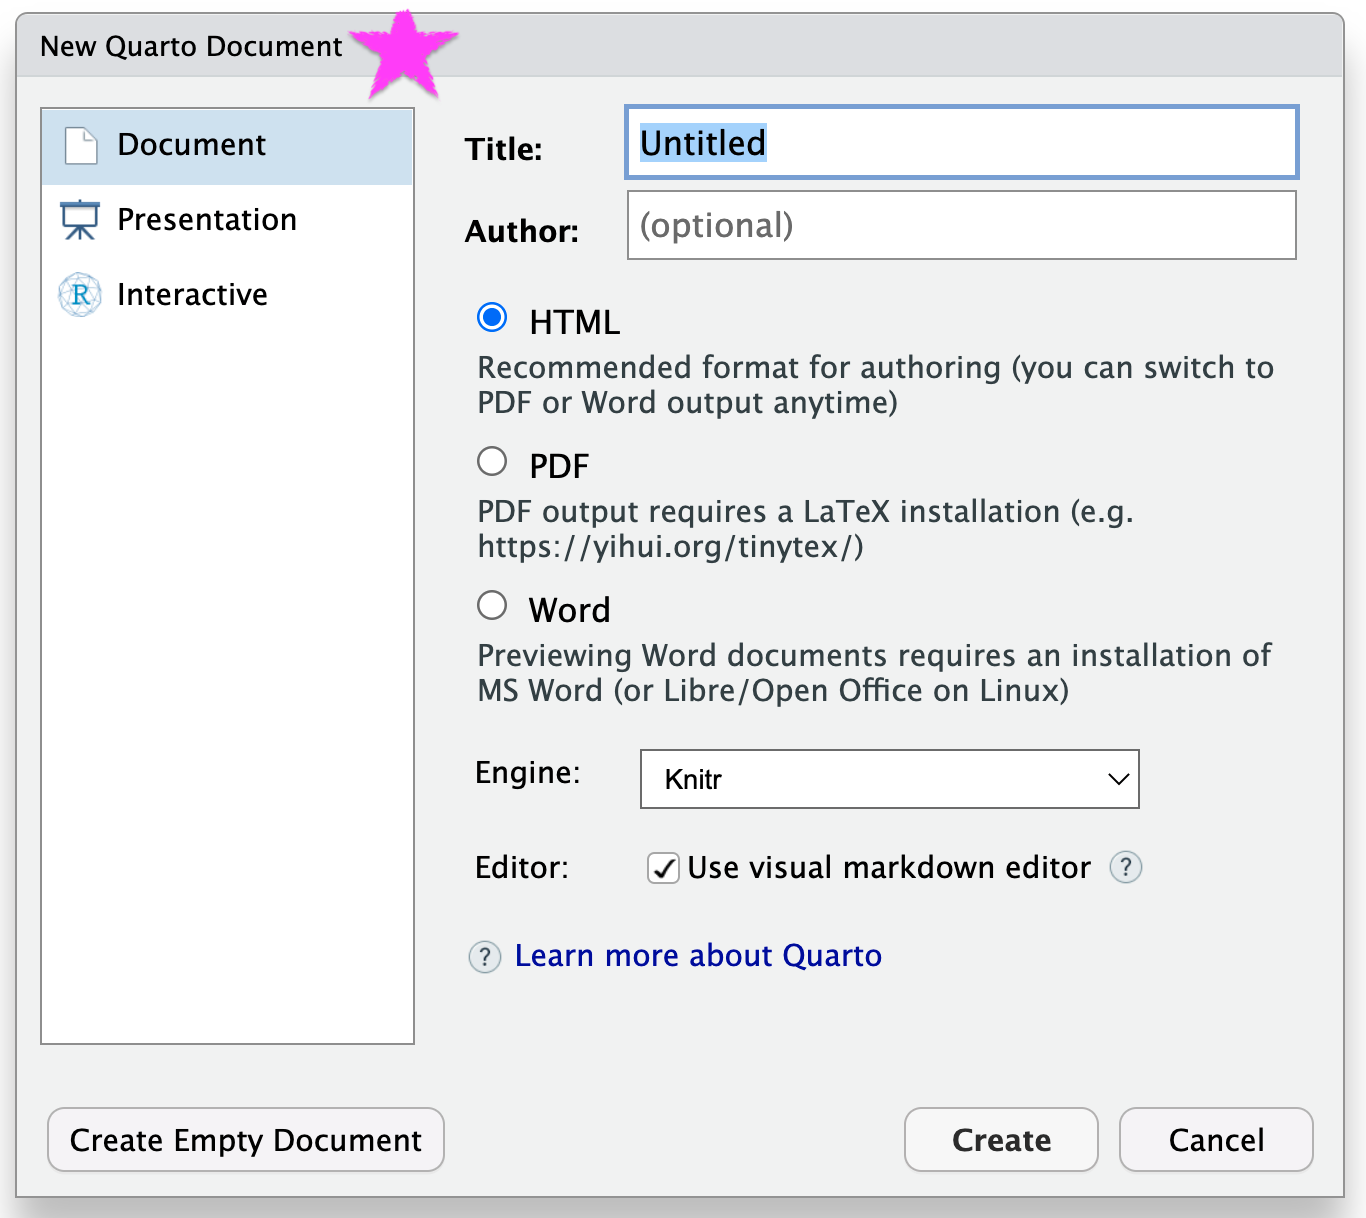 New Quarto Document
Document
Presentation
R Interactive
Title: Untitled
Author: (optional)
HTML
Recommended format for authoring (you can switch to
PDF or Word output anytime)
PDF
PDF output requires a LaTeX installation (e.g.
https://yihui.org/tinytex/)
Word
Previewing Word documents requires an installation of
MS Word (or Libre/Open Office on Linux)
Engine: Knitr
Editor: Use visual markdown editor ?
? Learn more about Quarto
Create Empty Document Create Cancel